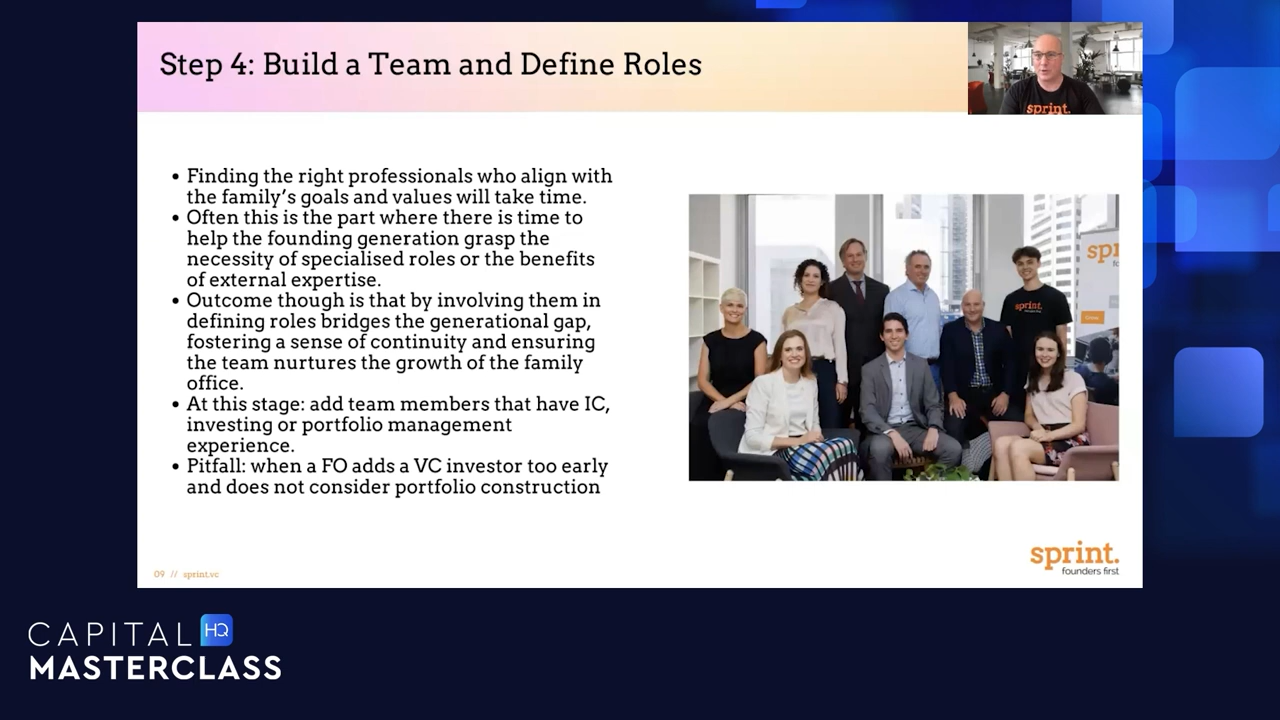 Step 4: Build a Team and Define Roles
sprint.
• Finding the right professionals who align with
the family's goals and values will take time.
• Often this is the part where there is time to
help the founding generation grasp the
necessity of specialised roles or the benefits
of external expertise.
• Outcome though is that by involving them in
defining roles bridges the generational gap,
fostering a sense of continuity and ensuring
the team nurtures the growth of the family
office.
• At this stage: add team members that have IC,
investing or portfolio management
experience.
• Pitfall: when a FO adds a VC investor too early
and does not consider portfolio construction
spr
fo
sprint.
sprint.
founders first
09 // sprint.vc
CAPITAL HQ
MASTERCLASS